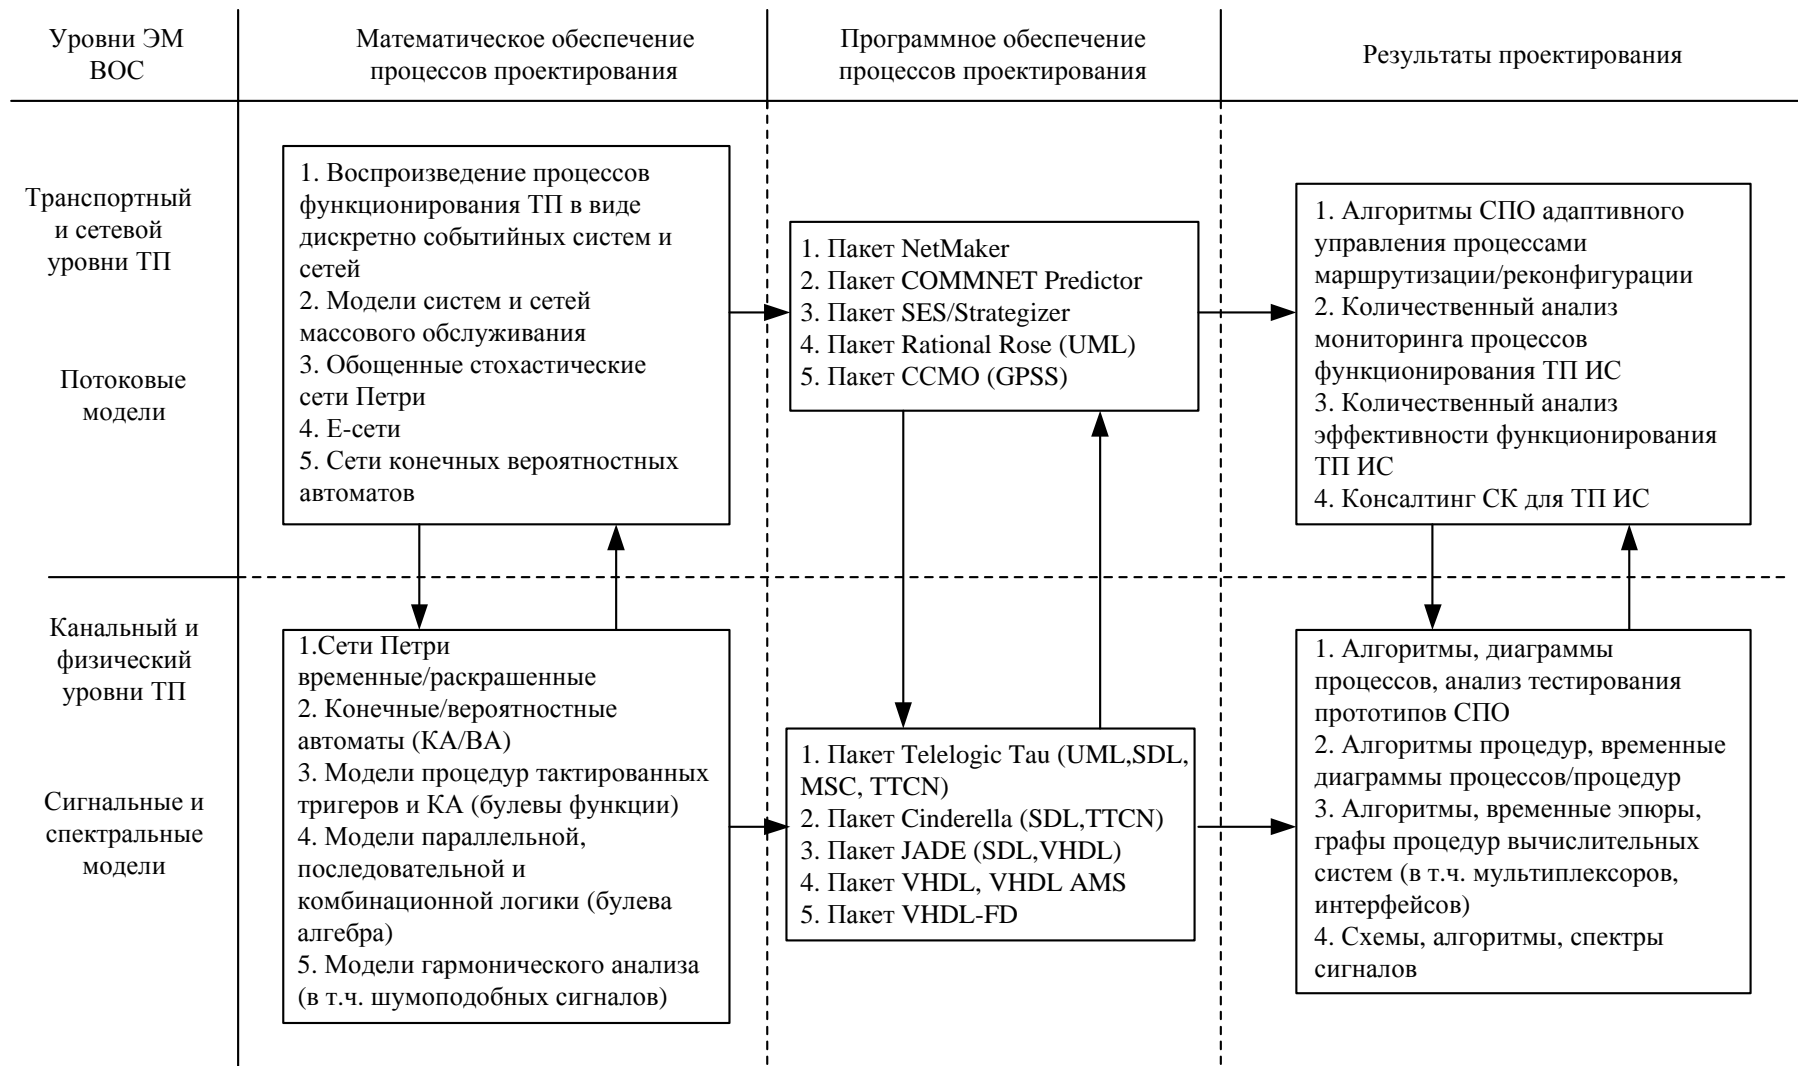 Уровни ЭМ
ВОС
Математическое обеспечение
процессов проектирования
Программное обеспечение
процессов проектирования
Результаты проектирования
Транспортный
и сетевой
уровни ТП
Потоковые
модели
1. Воспроизведение процессов
функционирования ТП в виде
дискретно событийных систем и
сетей
2. Модели систем и сетей
массового обслуживания
3. Обощенные стохастические
сети Петри
4. Е-сети
5. Сети конечных вероятностных
автоматов
1. Пакет NetMaker
2. Пакет COMMNET Predictor
3. Пакет SES/Strategizer
4. Пакет Rational Rose (UML)
5. Пакет ССМО (GPSS)
1. Алгоритмы СПО адаптивного
управления процессами
маршрутизации/реконфигурации
2. Количественный анализ
мониторинга процессов
функционирования ТП ИС
3. Количественный анализ
эффективности функционирования
ТП ИС
4. Консалтинг СК для ТП ИС
Канальный и
физический
уровни ТП
Сигнальные и
спектральные
модели
1.Сети Петри
временные/раскрашенные
2. Конечные/вероятностные
автоматы (КА/ВА)
3. Модели процедур тактированных
тригеров и КА (булевы функции)
4. Модели параллельной,
последовательной и
комбинационной логики (булева
алгебра)
5. Модели гармонического анализа
(в т.ч. шумоподобных сигналов)
1. Пакет Telelogic Tau (UML,SDL,
MSC, TTCN)
2. Пакет Cinderella (SDL,TTCN)
3. Пакет JADE (SDL,VHDL)
4. Пакет VHDL, VHDL AMS
5. Пакет VHDL-FD
1. Алгоритмы, диаграммы
процессов, анализ тестирования
прототипов СПО
2. Алгоритмы процедур, временные
диаграммы процессов/процедур
3. Алгоритмы, временные эпюры,
графы процедур вычислительных
систем (в т.ч. мультиплексоров,
интерфейсов)
4. Схемы, алгоритмы, спектры
сигналов